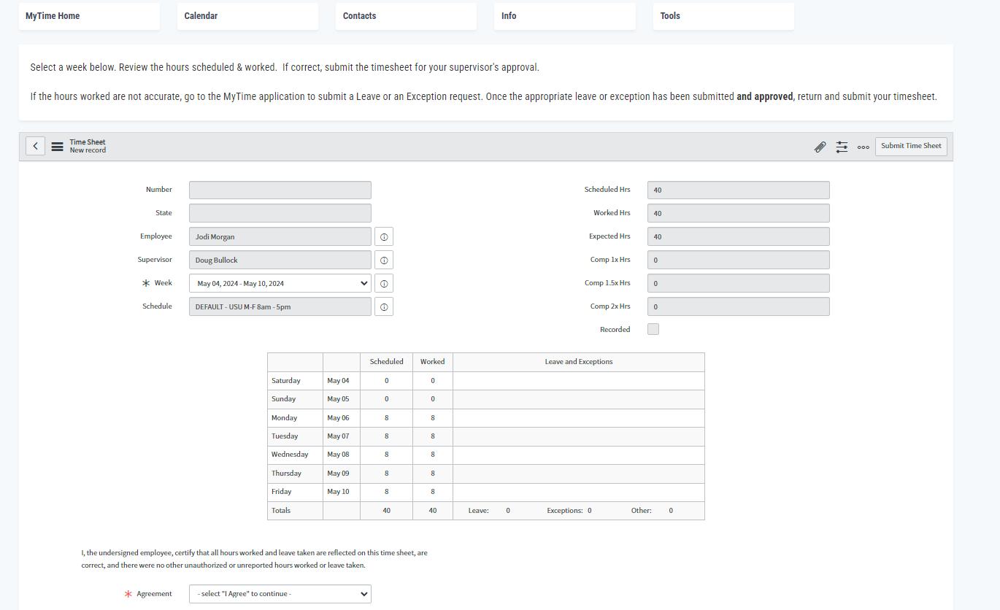 MyTime Home Calendar Contacts Info Tools
Select a week below. Review the hours scheduled & worked.  If correct, submit the timesheet for your supervisor's approval.
If the hours worked are not accurate, go to the MyTime application to submit a Leave or an Exception request. Once the appropriate leave or exception has been submitted and approved, return and submit your timesheet.
Time Sheet
New record
Submit Time Sheet
Number
State
Employee Jodi Morgan
Supervisor Doug Bullock
Week May 04, 2024 - May 10, 2024
Schedule DEFAULT - USU M-F 8am - 5pm
Scheduled Hrs 40
Worked Hrs 40
Expected Hrs 40
Comp 1x Hrs 0
Comp 1.5x Hrs 0
Comp 2x Hrs 0
Recorded
Scheduled Worked Leave and Exceptions
Saturday May 04 0 0
Sunday May 05 0 0
Monday May 06 8 8
Tuesday May 07 8 8
Wednesday May 08 8 8
Thursday May 09 8 8
Friday May 10 8 8
Totals 40 40 Leave: 0 Exceptions: 0 Other: 0
I, the undersigned employee, certify that all hours worked and leave taken are reflected on this time sheet, are
correct, and there were no other unauthorized or unreported hours worked or leave taken.
Agreement - select "I Agree" to continue -